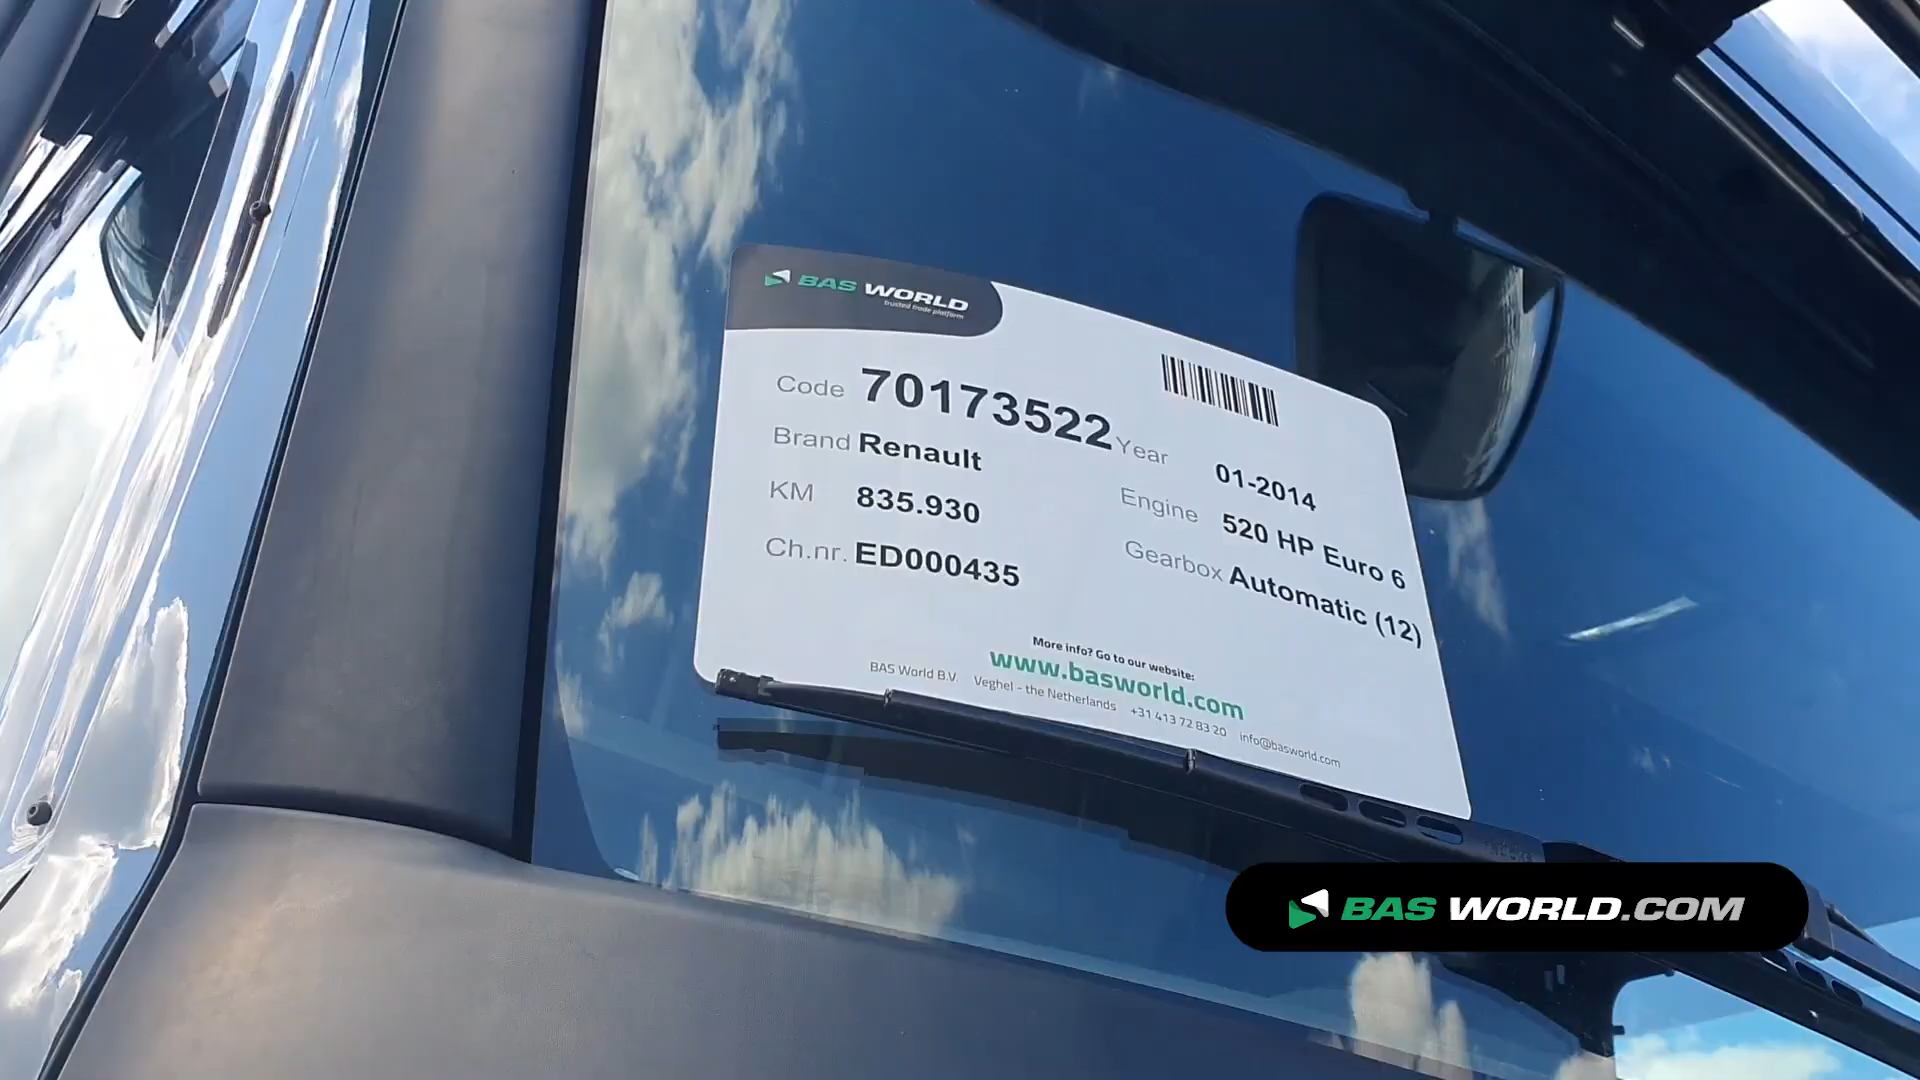 BAS WORLD
trusted trade platform
Code 70173522
Brand Renault
KM 835.930
Ch.nr. ED000435
Year 01-2014
Engine 520 HP Euro 6
Gearbox Automatic (12)
More info? Go to our website:
www.basworld.com
BAS World B.V. Veghel - the Netherlands +31 413 72 83 20 info@basworld.com
BAS WORLD.COM